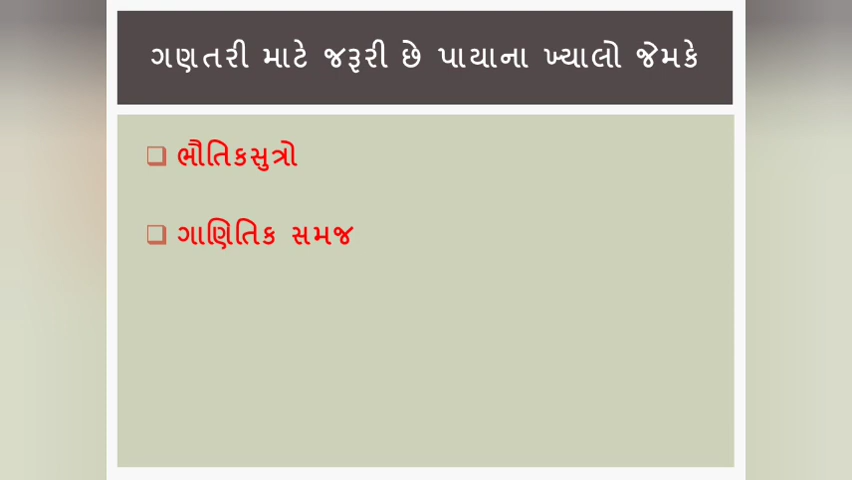 ગણતરી માટે જરૂરી છે પાયાના ખ્યાલો જેમકે
ભૌતિકસુત્રો
ગાણિતિક સમજ